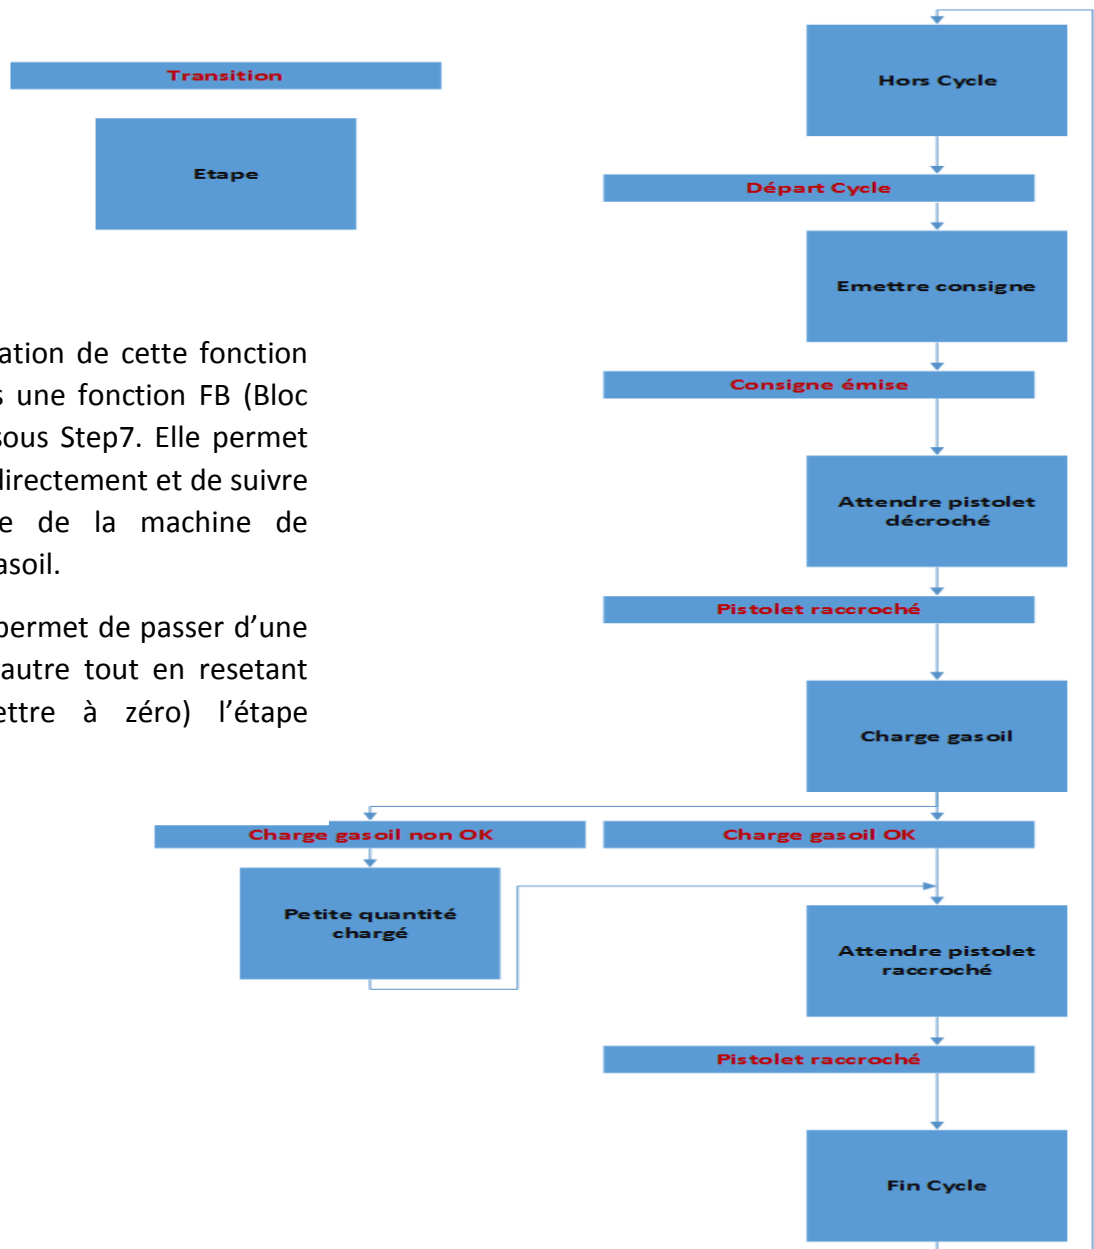 Transition
Etape
ation de cette fonction
s une fonction FB (Bloc
sous Step7. Elle permet
directement et de suivre
e de la machine de
asoil.
permet de passer d'une
autre tout en resetant
ettre à zéro) l'étape
Hors Cycle
Départ Cycle
Emettre consigne
Consigne émise
Attendre pistolet
décroché
Pistolet raccroché
Charge gasoil
Charge gasoil non OK
Charge gasoil OK
Petite quantité
chargé
Attendre pistolet
raccroché
Pistolet raccroché
Fin Cycle